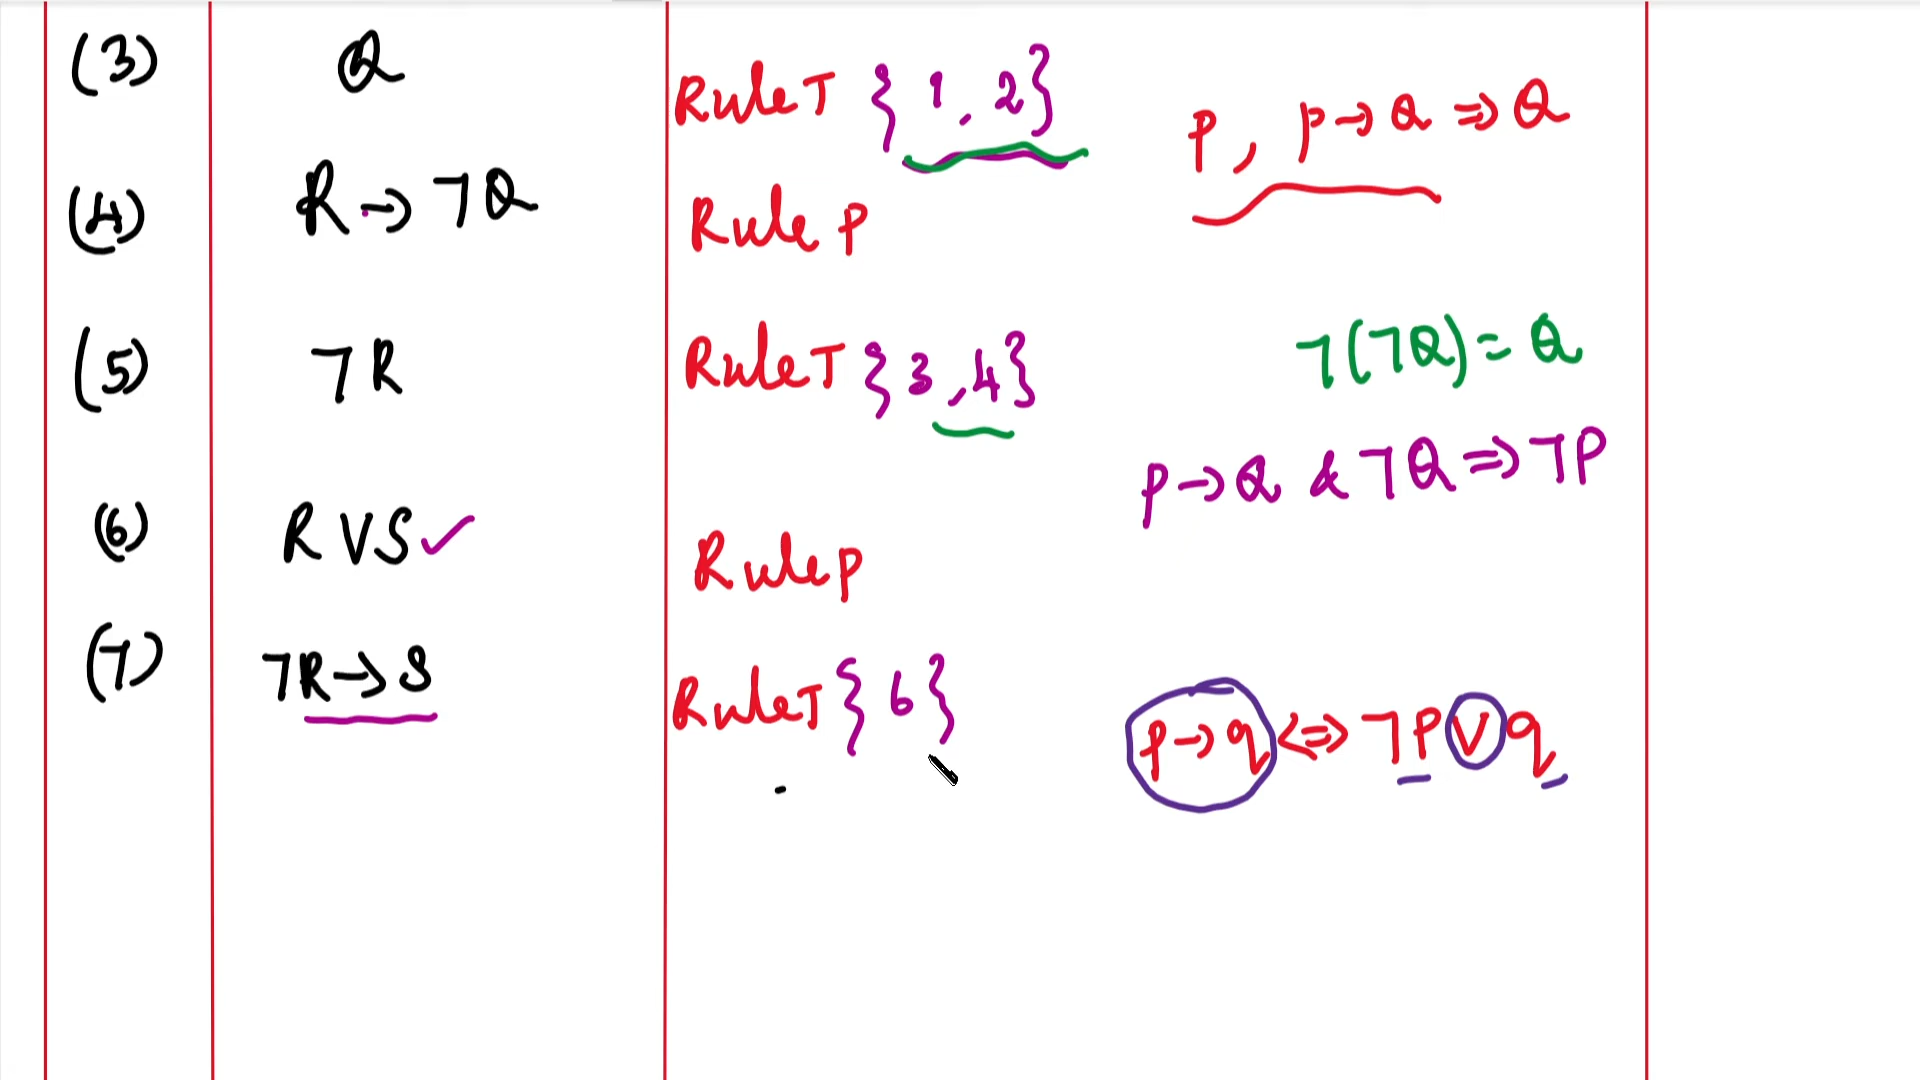 (3) Q Rule T { 1, 2} P, P→Q ⇒ Q
(4) R→ ¬Q Rule P
(5) ¬R Rule T {3,4} ¬(¬Q) = Q
P→Q & ¬Q ⇒ ¬P
(6) R V S ✓ Rule P
(7) ¬R→S Rule T {6} p→q ⇔ ¬P V q